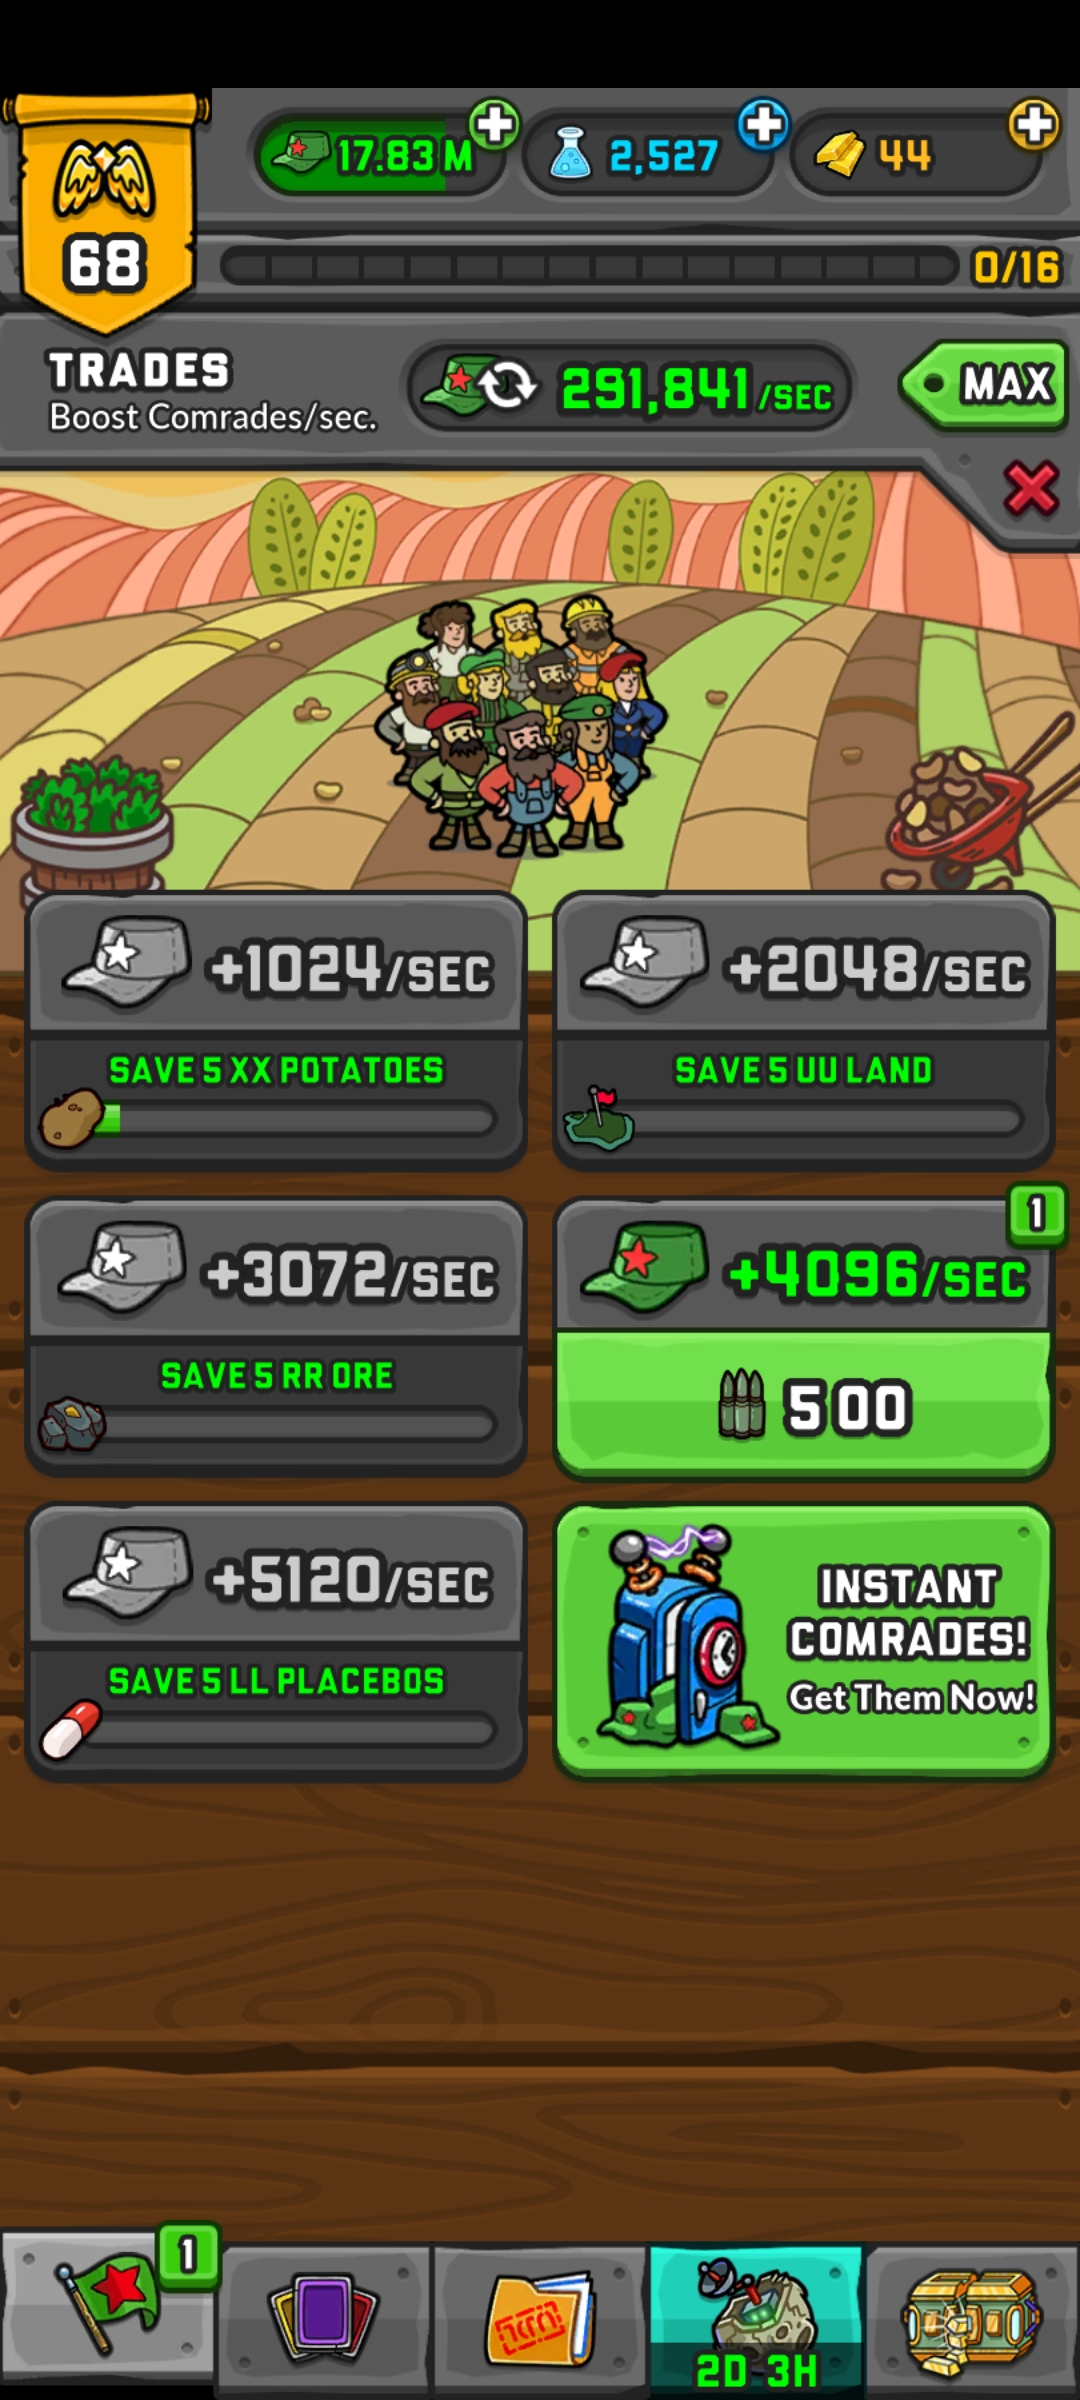 17.83 M
2,527
44
68
0/16
TRADES
Boost Comrades/sec.
291,841/SEC
MAX
+1024/SEC
SAVE 5 XX POTATOES
+2048/SEC
SAVE 5 UU LAND
+3072/SEC
SAVE 5 RR ORE
1
+4096/SEC
500
+5120/SEC
SAVE 5 LL PLACEBOS
INSTANT
COMRADES!
Get Them Now!
1
2D 3H